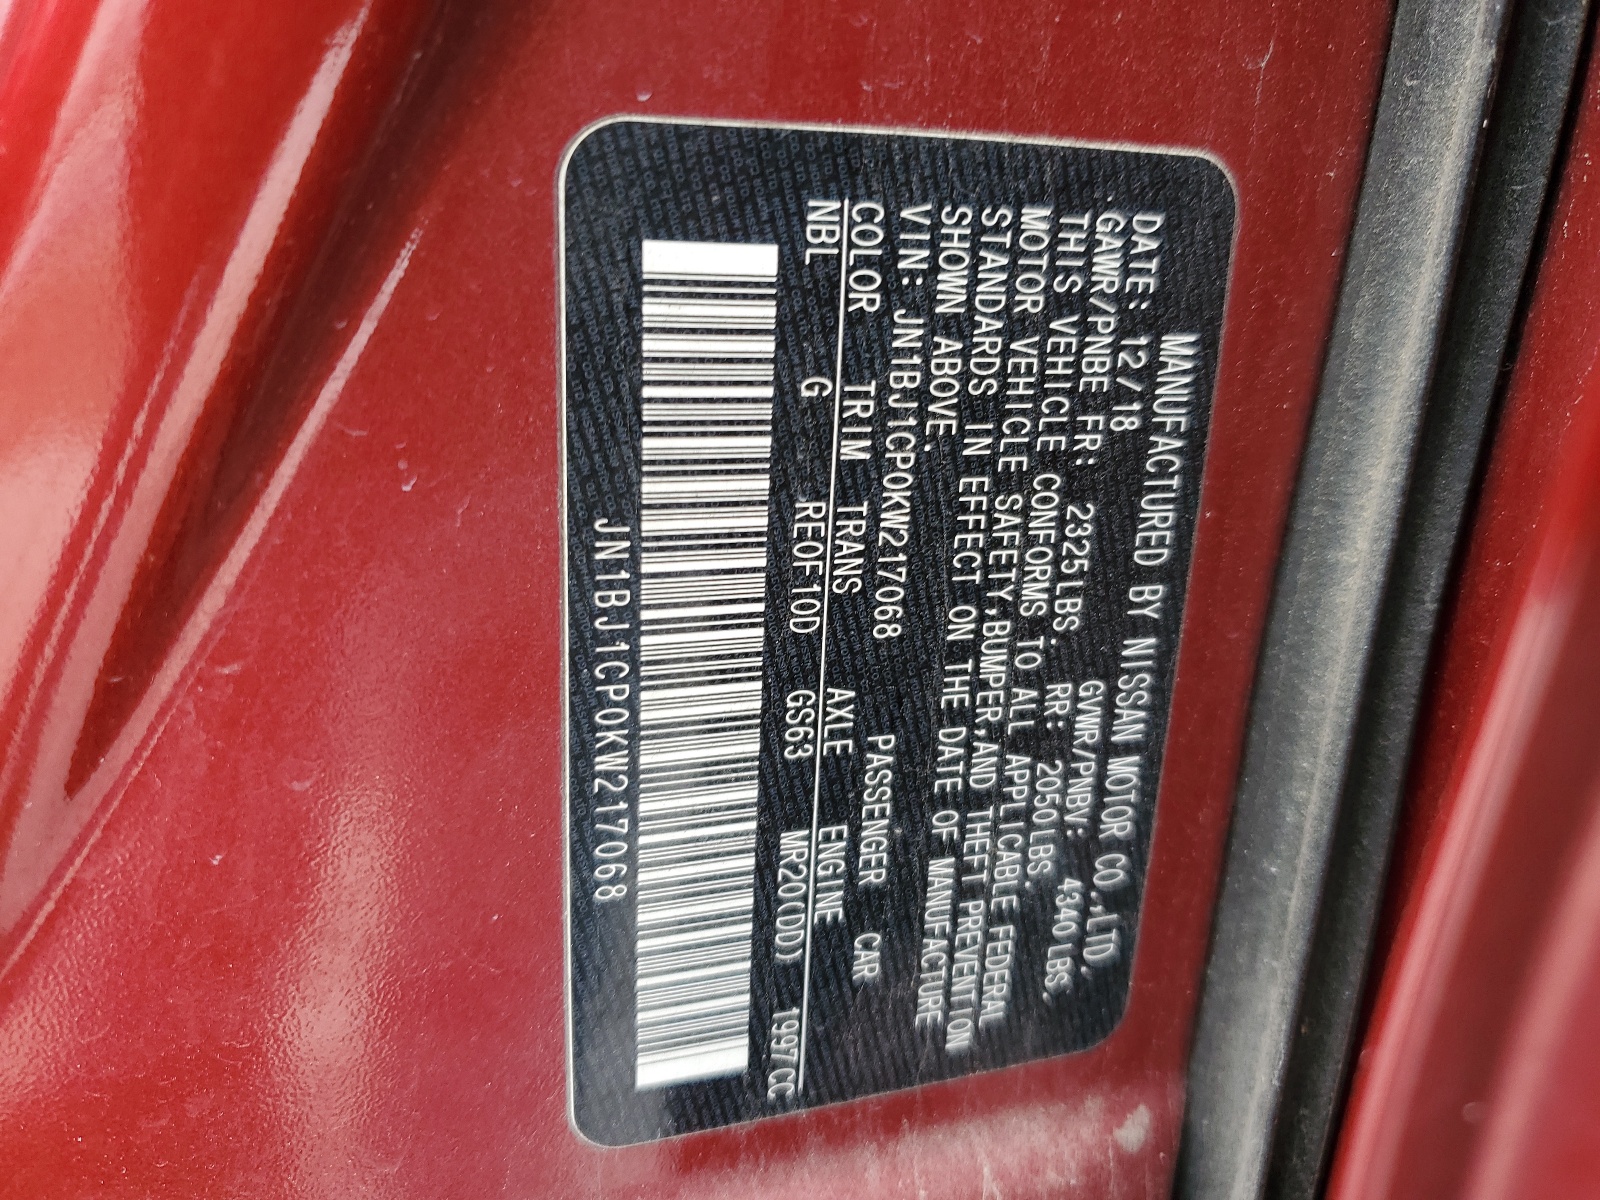 MANUFACTURED BY NISSAN MOTOR CO.,LTD.
DATE: 12/18 GVWR/PNBV: 4340LBS.
GAWR/PNBE FR: 2325LBS. RR: 2050LBS.
THIS VEHICLE CONFORMS TO ALL APPLICABLE FEDERAL
MOTOR VEHICLE SAFETY,BUMPER,AND THEFT PREVENTION
STANDARDS IN EFFECT ON THE DATE OF MANUFACTURE
SHOWN ABOVE.
VIN: JN1BJ1CP0KW217068 PASSENGER CAR
COLOR TRIM TRANS AXLE ENGINE
NBL G RE0F10D GS63 MR20(DD) 1997CC
JN1BJ1CP0KW217068